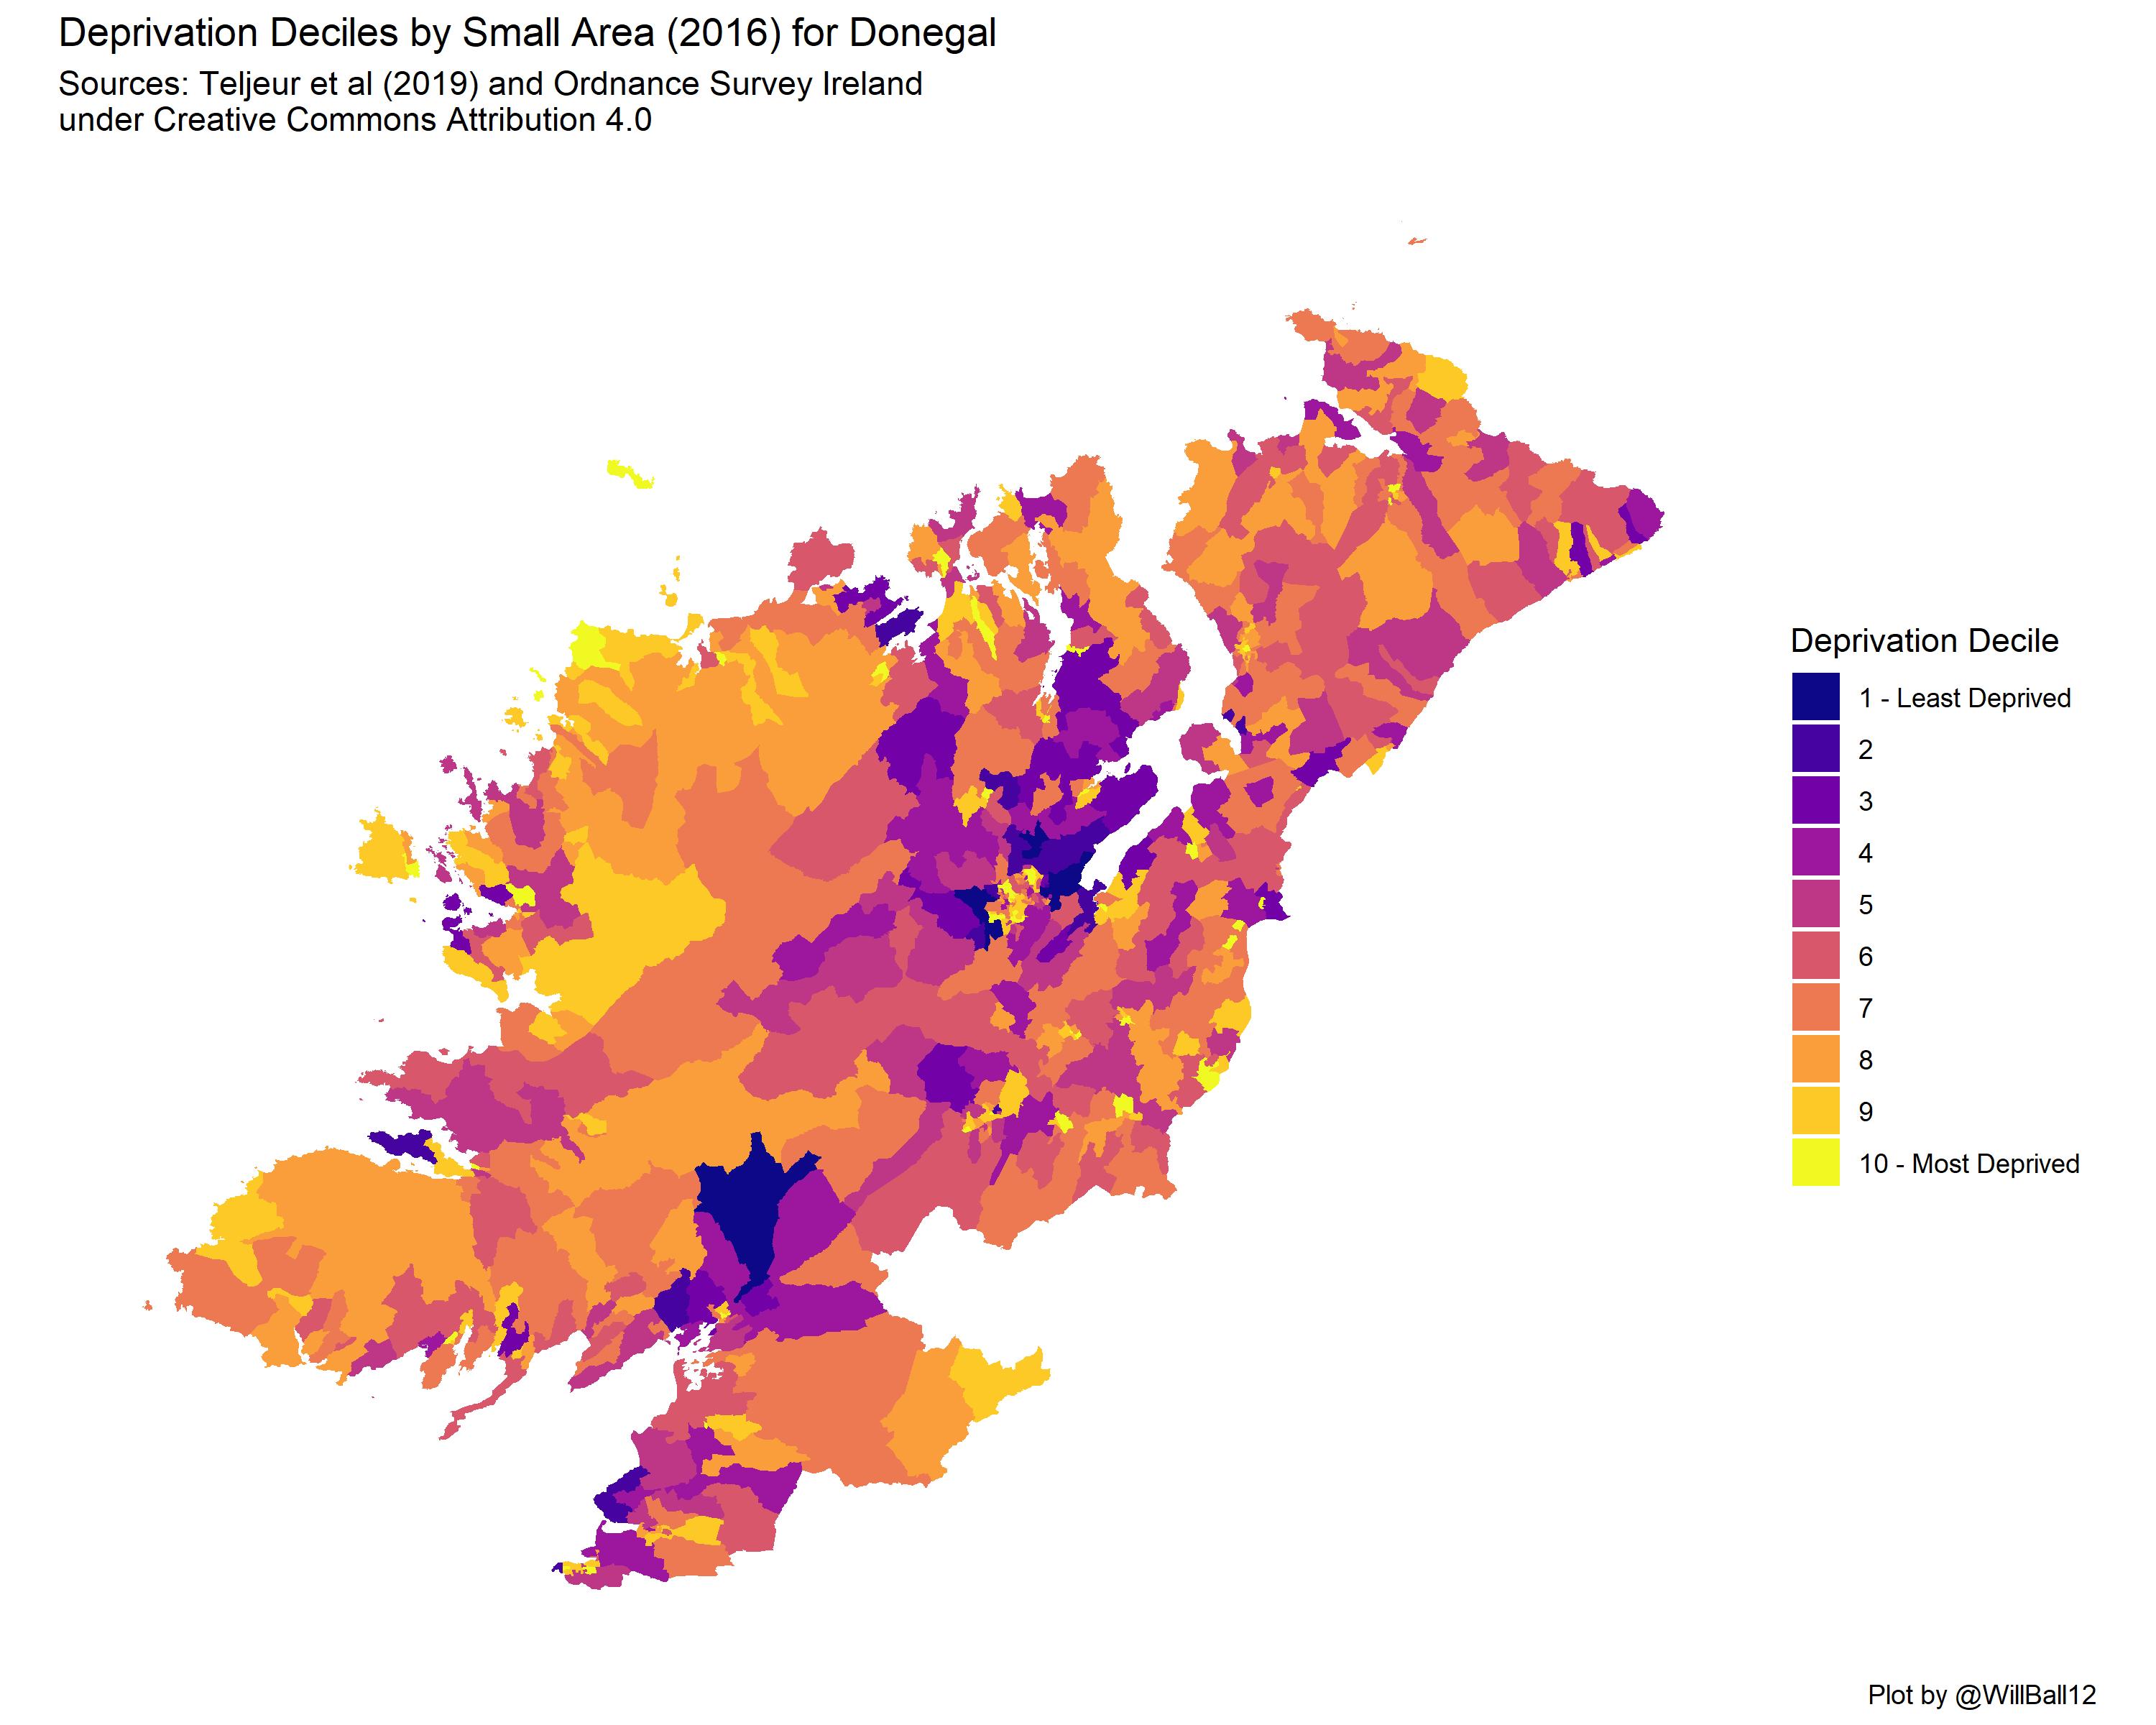 Deprivation Deciles by Small Area (2016) for Donegal
Sources: Teljeur et al (2019) and Ordnance Survey Ireland
under Creative Commons Attribution 4.0
Deprivation Decile
1 - Least Deprived
2
3
4
5
6
7
8
9
10 - Most Deprived
Plot by @WillBall12